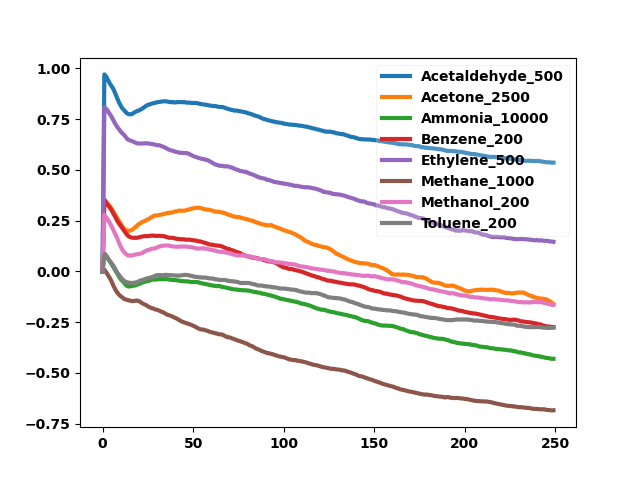 1.00
0.75
0.50
0.25
0.00
−0.25
−0.50
−0.75
0
50
100
150
200
250
Acetaldehyde_500
Acetone_2500
Ammonia_10000
Benzene_200
Ethylene_500
Methane_1000
Methanol_200
Toluene_200